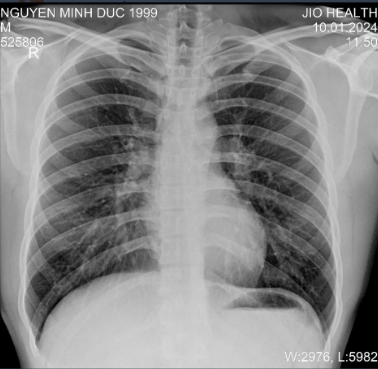 NGUYEN MINH DUC 1999
M
525806
R
JIO HEALTH
10.01.2024
11:50
W:2976, L:5982